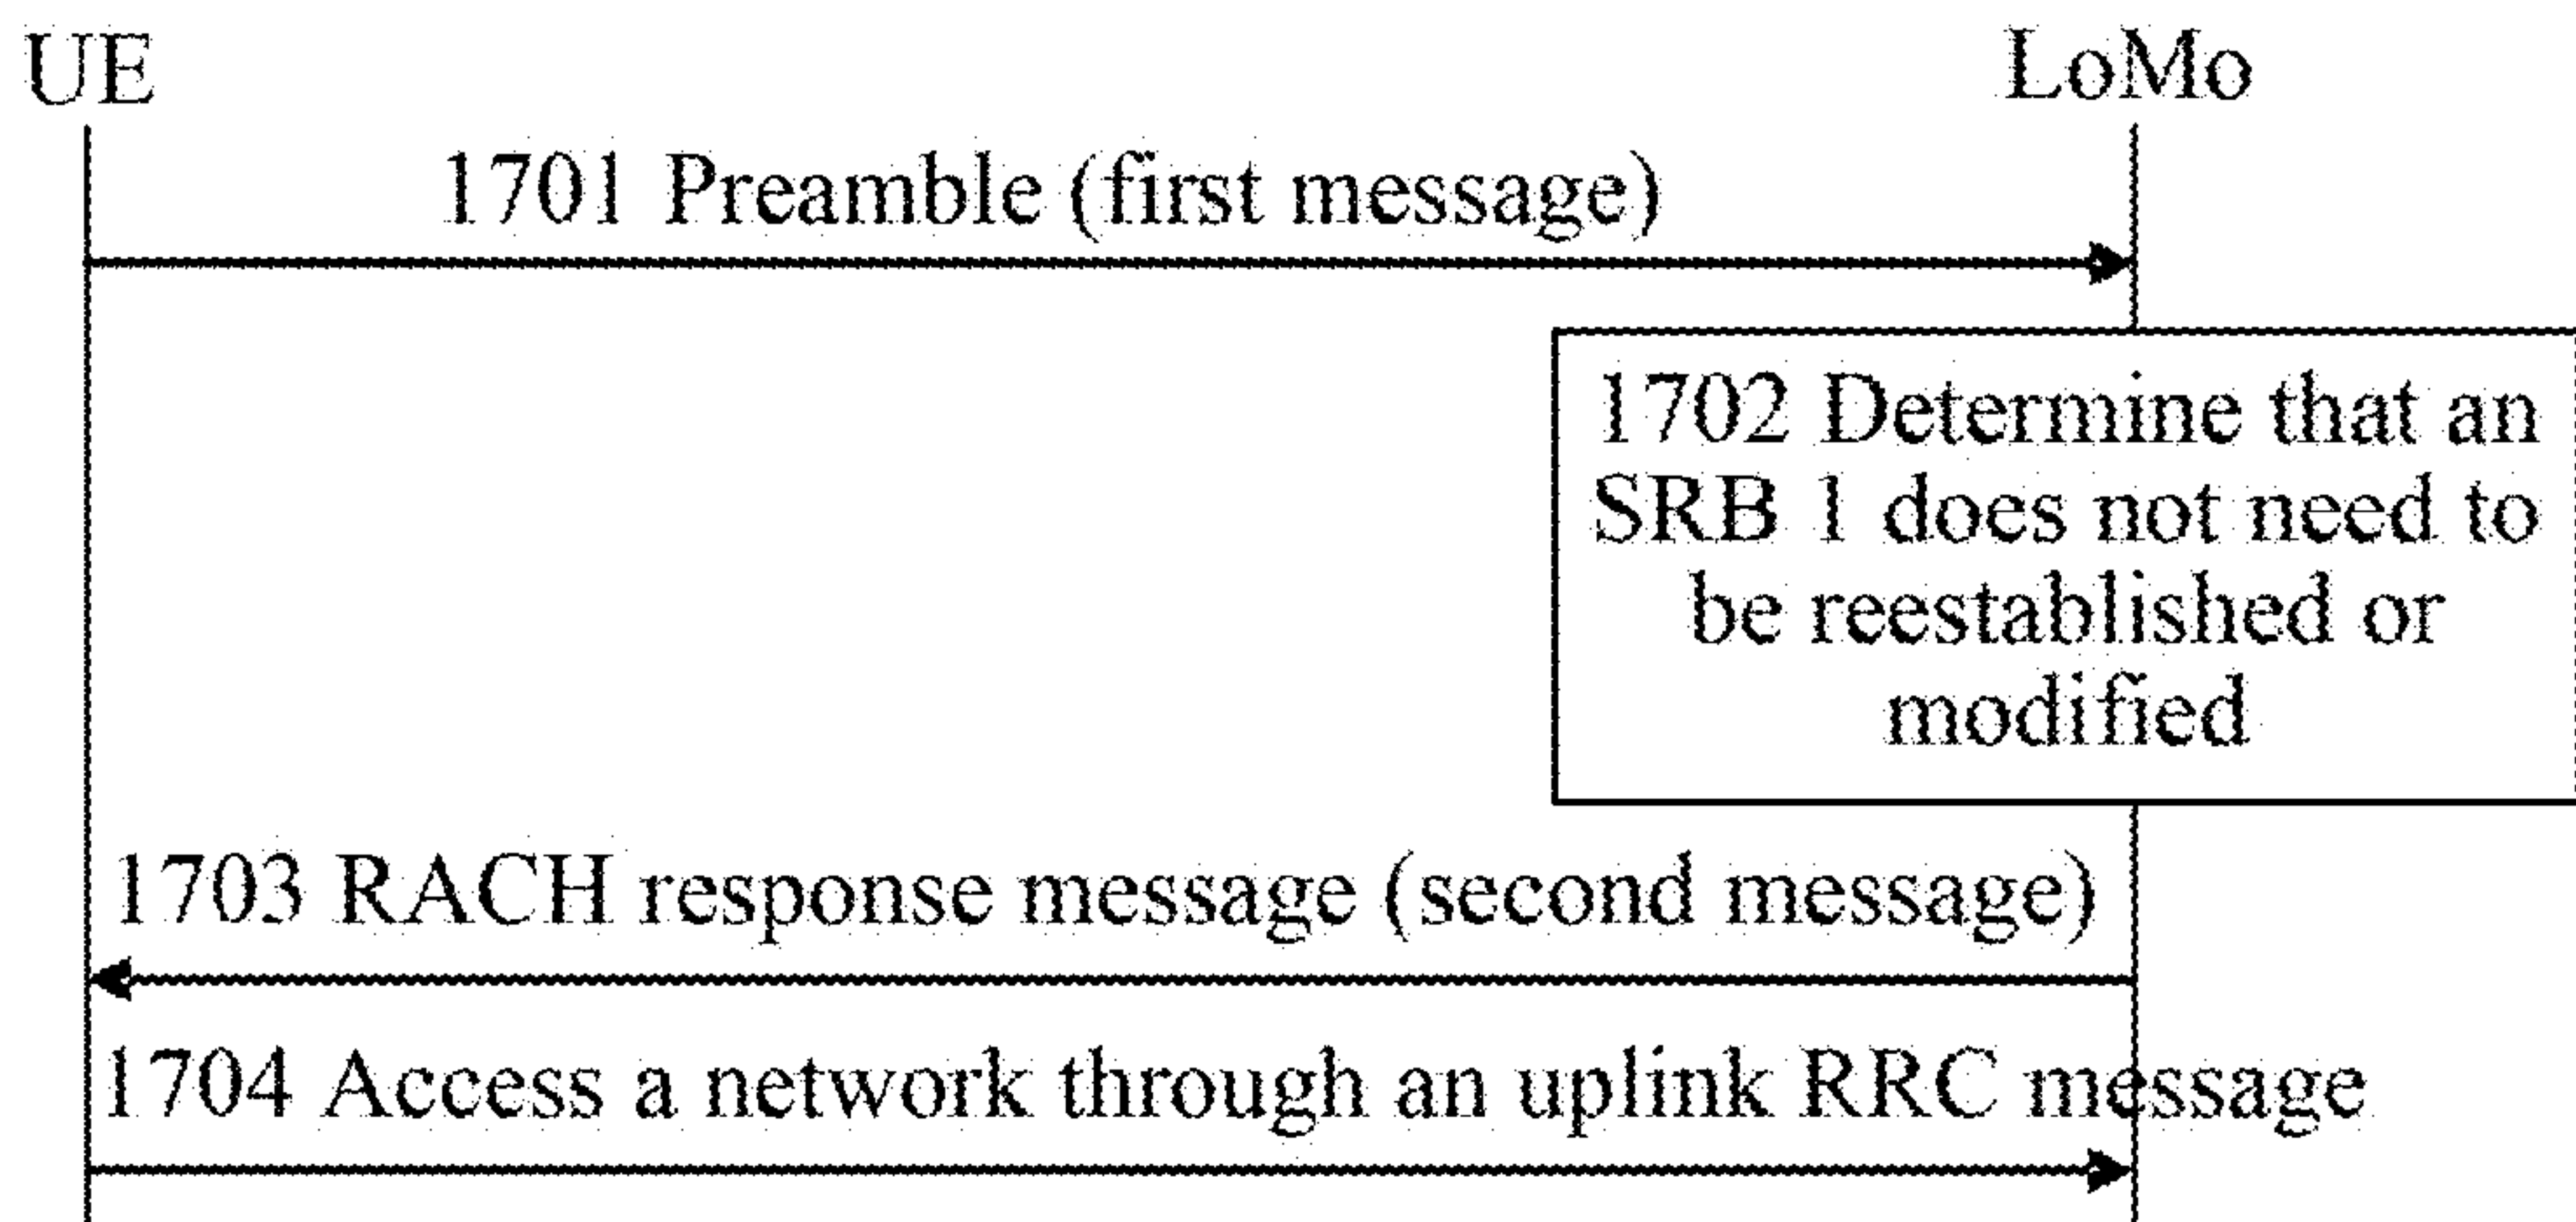 UE
LoMo
1701 Preamble (first message)
1702 Determine that an
SRB 1 does not need to
be reestablished or
modified
1703 RACH response message (second message)
1704 Access a network through an uplink RRC message